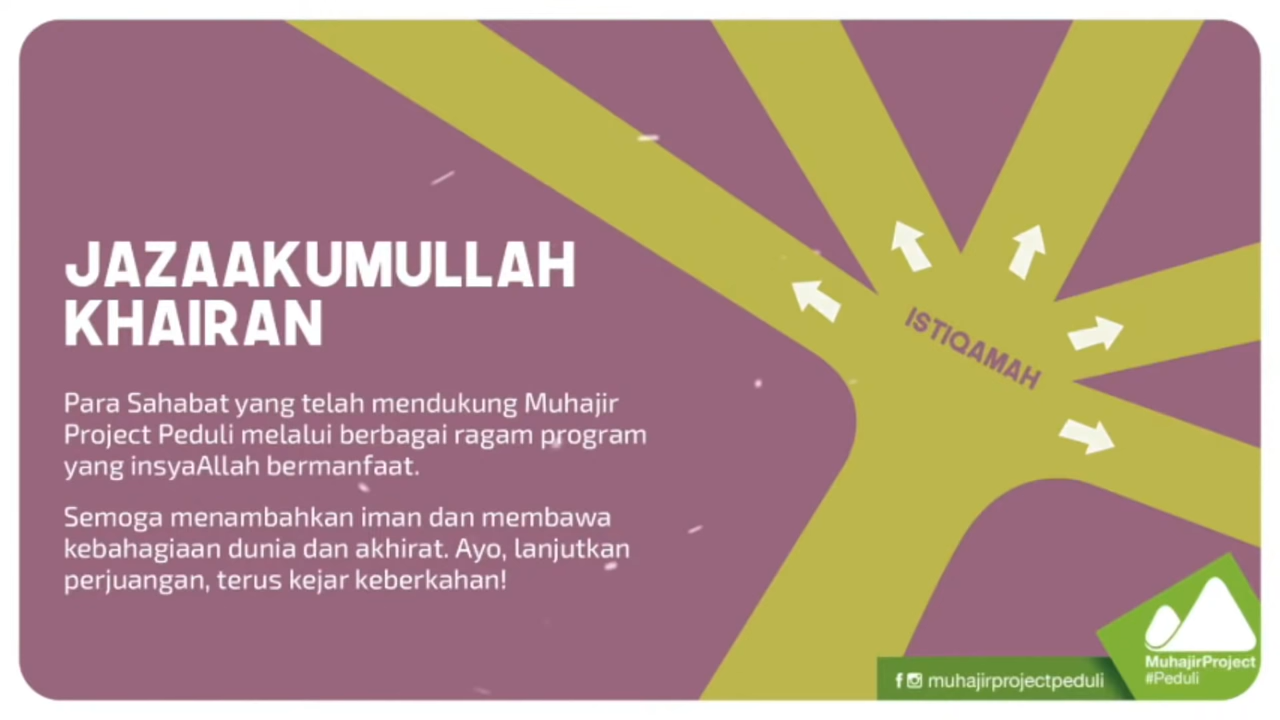 JAZAAKUMULLAH
KHAIRAN
Para Sahabat yang telah mendukung Muhajir
Project Peduli melalui berbagai ragam program
yang insyaAllah bermanfaat.
Semoga menambahkan iman dan membawa
kebahagiaan dunia dan akhirat. Ayo, lanjutkan
perjuangan, terus kejar keberkahan!
ISTIQAMAH
muhajirprojectpeduli
MuhajirProject
#Peduli